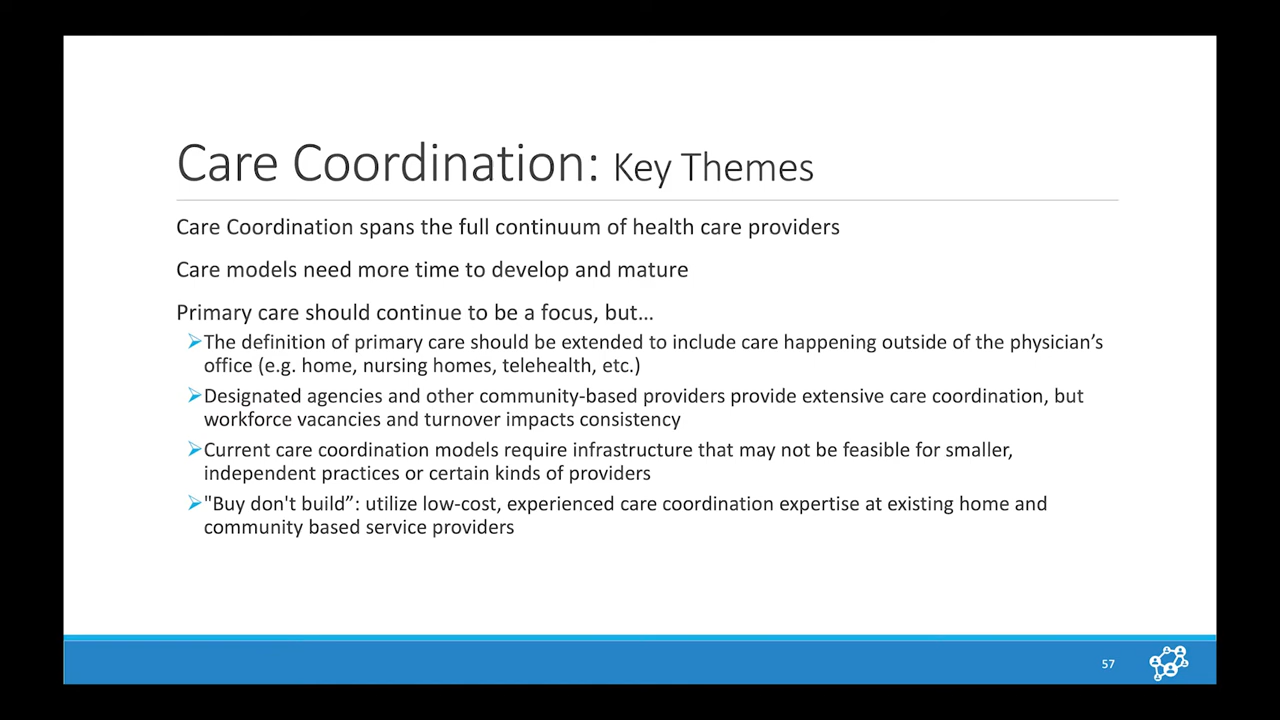 Care Coordination: Key Themes
Care Coordination spans the full continuum of health care providers
Care models need more time to develop and mature
Primary care should continue to be a focus, but…
➢The definition of primary care should be extended to include care happening outside of the physician’s
office (e.g. home, nursing homes, telehealth, etc.)
➢Designated agencies and other community-based providers provide extensive care coordination, but
workforce vacancies and turnover impacts consistency
➢Current care coordination models require infrastructure that may not be feasible for smaller,
independent practices or certain kinds of providers
➢"Buy don't build”: utilize low-cost, experienced care coordination expertise at existing home and
community based service providers
57